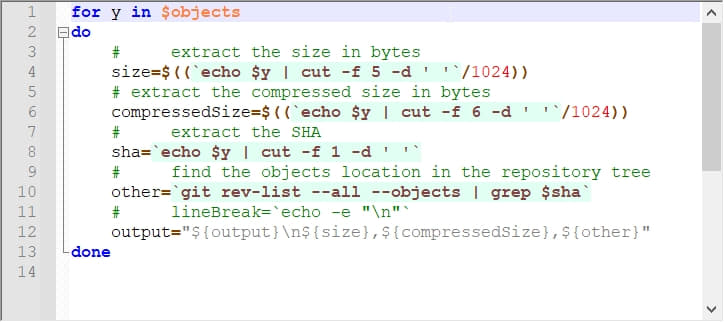 1 for y in $objects
2 do
3 # extract the size in bytes
4 size=$((`echo $y | cut -f 5 -d ' '`/1024))
5 # extract the compressed size in bytes
6 compressedSize=$((`echo $y | cut -f 6 -d ' '`/1024))
7 # extract the SHA
8 sha=`echo $y | cut -f 1 -d ' '`
9 # find the objects location in the repository tree
10 other=`git rev-list --all --objects | grep $sha`
11 # lineBreak=`echo -e "\n"`
12 output="${output}\n${size},${compressedSize},${other}"
13 done
14